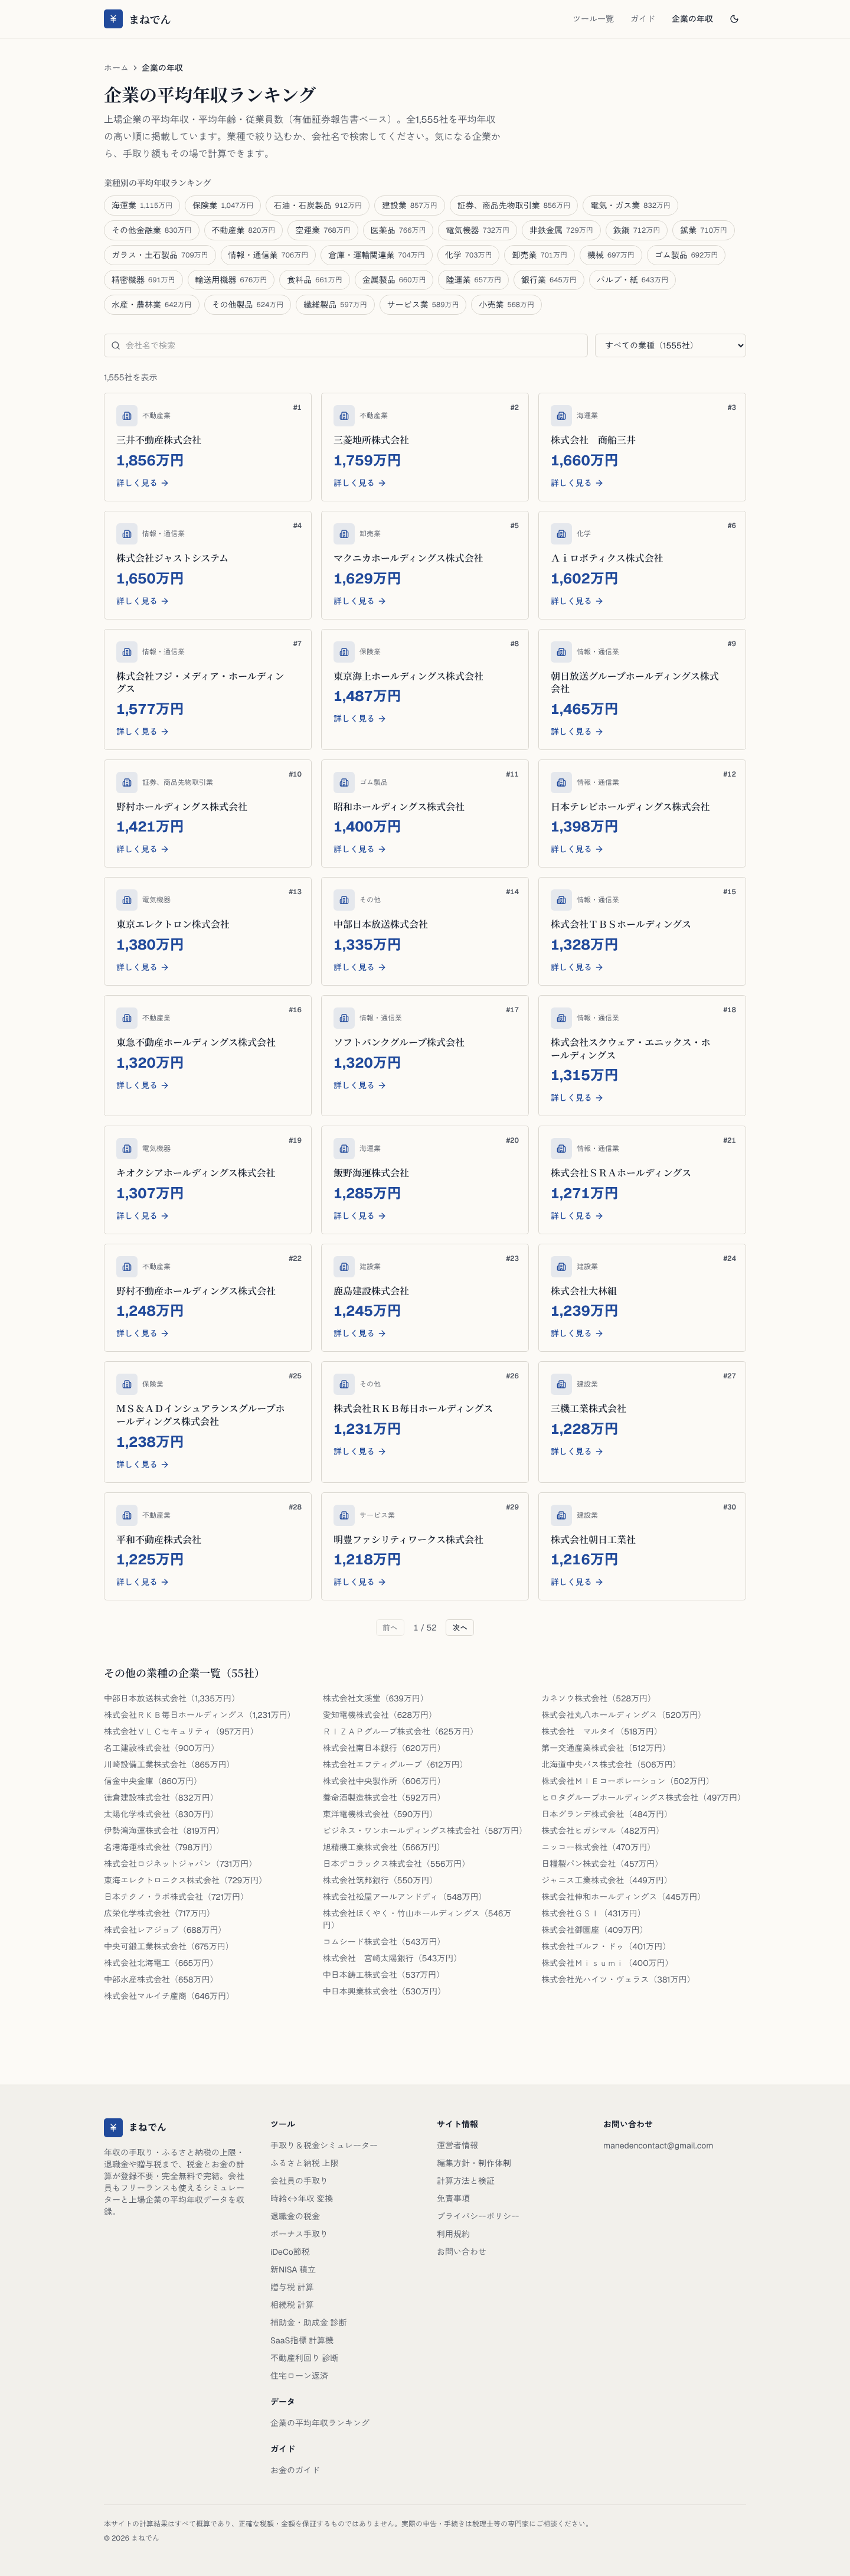 まねでん
ツール一覧
ガイド
企業の年収
ホーム > 企業の年収
企業の平均年収ランキング
上場企業の平均年収・平均年齢・従業員数（有価証券報告書ベース）。全1,555社を平均年収
の高い順に掲載しています。業種で絞り込むか、会社名で検索してください。気になる企業か
ら、手取り額もその場で計算できます。
業種別の平均年収ランキング
海運業 1,115万円 保険業 1,047万円 石油・石炭製品 912万円 建設業 857万円 証券、商品先物取引業 856万円 電気・ガス業 832万円
その他金融業 830万円 不動産業 820万円 空運業 768万円 医薬品 766万円 電気機器 732万円 非鉄金属 729万円 鉄鋼 712万円 鉱業 710万円
ガラス・土石製品 709万円 情報・通信業 706万円 倉庫・運輸関連業 704万円 化学 703万円 卸売業 701万円 機械 697万円 ゴム製品 692万円
精密機器 691万円 輸送用機器 676万円 食料品 661万円 金属製品 660万円 陸運業 657万円 銀行業 645万円 パルプ・紙 643万円
水産・農林業 642万円 その他製品 624万円 繊維製品 597万円 サービス業 589万円 小売業 568万円
会社名で検索
すべての業種（1555社）
1,555社を表示
不動産業 #1
三井不動産株式会社
1,856万円
詳しく見る →
不動産業 #2
三菱地所株式会社
1,759万円
詳しく見る →
海運業 #3
株式会社　商船三井
1,660万円
詳しく見る →
情報・通信業 #4
株式会社ジャストシステム
1,650万円
詳しく見る →
卸売業 #5
マクニカホールディングス株式会社
1,629万円
詳しく見る →
化学 #6
Ａｉロボティクス株式会社
1,602万円
詳しく見る →
情報・通信業 #7
株式会社フジ・メディア・ホールディン
グス
1,577万円
詳しく見る →
保険業 #8
東京海上ホールディングス株式会社
1,487万円
詳しく見る →
情報・通信業 #9
朝日放送グループホールディングス株式
会社
1,465万円
詳しく見る →
証券、商品先物取引業 #10
野村ホールディングス株式会社
1,421万円
詳しく見る →
ゴム製品 #11
昭和ホールディングス株式会社
1,400万円
詳しく見る →
情報・通信業 #12
日本テレビホールディングス株式会社
1,398万円
詳しく見る →
電気機器 #13
東京エレクトロン株式会社
1,380万円
詳しく見る →
その他 #14
中部日本放送株式会社
1,335万円
詳しく見る →
情報・通信業 #15
株式会社ＴＢＳホールディングス
1,328万円
詳しく見る →
不動産業 #16
東急不動産ホールディングス株式会社
1,320万円
詳しく見る →
情報・通信業 #17
ソフトバンクグループ株式会社
1,320万円
詳しく見る →
情報・通信業 #18
株式会社スクウェア・エニックス・ホ
ールディングス
1,315万円
詳しく見る →
電気機器 #19
キオクシアホールディングス株式会社
1,307万円
詳しく見る →
海運業 #20
飯野海運株式会社
1,285万円
詳しく見る →
情報・通信業 #21
株式会社ＳＲＡホールディングス
1,271万円
詳しく見る →
不動産業 #22
野村不動産ホールディングス株式会社
1,248万円
詳しく見る →
建設業 #23
鹿島建設株式会社
1,245万円
詳しく見る →
建設業 #24
株式会社大林組
1,239万円
詳しく見る →
保険業 #25
ＭＳ＆ＡＤインシュアランスグループホ
ールディングス株式会社
1,238万円
詳しく見る →
その他 #26
株式会社ＲＫＢ毎日ホールディングス
1,231万円
詳しく見る →
建設業 #27
三機工業株式会社
1,228万円
詳しく見る →
不動産業 #28
平和不動産株式会社
1,225万円
詳しく見る →
サービス業 #29
明豊ファシリティワークス株式会社
1,218万円
詳しく見る →
建設業 #30
株式会社朝日工業社
1,216万円
詳しく見る →
前へ 1 / 52 次へ
その他の業種の企業一覧（55社）
中部日本放送株式会社（1,335万円）
株式会社ＲＫＢ毎日ホールディングス（1,231万円）
株式会社ＶＬＣセキュリティ（957万円）
名工建設株式会社（900万円）
川崎設備工業株式会社（865万円）
信金中央金庫（860万円）
徳倉建設株式会社（832万円）
太陽化学株式会社（830万円）
伊勢湾海運株式会社（819万円）
名港海運株式会社（798万円）
株式会社ロジネットジャパン（731万円）
東海エレクトロニクス株式会社（729万円）
日本テクノ・ラボ株式会社（721万円）
広栄化学株式会社（717万円）
株式会社レアジョブ（688万円）
中央可鍛工業株式会社（675万円）
株式会社北海電工（665万円）
中部水産株式会社（658万円）
株式会社マルイチ産商（646万円）
株式会社文溪堂（639万円）
愛知電機株式会社（628万円）
ＲＩＺＡＰグループ株式会社（625万円）
株式会社南日本銀行（620万円）
株式会社エフティグループ（612万円）
株式会社中央製作所（606万円）
養命酒製造株式会社（592万円）
東洋電機株式会社（590万円）
ビジネス・ワンホールディングス株式会社（587万円）
旭精機工業株式会社（566万円）
日本デコラックス株式会社（556万円）
株式会社筑邦銀行（550万円）
株式会社松屋アールアンドディ（548万円）
株式会社ほくやく・竹山ホールディングス（546万
円）
コムシード株式会社（543万円）
株式会社　宮崎太陽銀行（543万円）
中日本鋳工株式会社（537万円）
中日本興業株式会社（530万円）
カネソウ株式会社（528万円）
株式会社丸八ホールディングス（520万円）
株式会社　マルタイ（518万円）
第一交通産業株式会社（512万円）
北海道中央バス株式会社（506万円）
株式会社ＭＩＥコーポレーション（502万円）
ヒロタグループホールディングス株式会社（497万円）
日本グランデ株式会社（484万円）
株式会社ヒガシマル（482万円）
ニッコー株式会社（470万円）
日糧製パン株式会社（457万円）
ジャニス工業株式会社（449万円）
株式会社伸和ホールディングス（445万円）
株式会社ＧＳＩ（431万円）
株式会社御園座（409万円）
株式会社ゴルフ・ドゥ（401万円）
株式会社Ｍｉｓｕｍｉ（400万円）
株式会社光ハイツ・ヴェラス（381万円）
まねでん
年収の手取り・ふるさと納税の上限・
退職金や贈与税まで、税金とお金の計
算が登録不要・完全無料で完結。会社
員もフリーランスも使えるシミュレー
ターと上場企業の平均年収データを収
録。
ツール
手取り＆税金シミュレーター
ふるさと納税 上限
会社員の手取り
時給↔年収 変換
退職金の税金
ボーナス手取り
iDeCo節税
新NISA 積立
贈与税 計算
相続税 計算
補助金・助成金 診断
SaaS指標 計算機
不動産利回り 診断
住宅ローン返済
データ
企業の平均年収ランキング
ガイド
お金のガイド
サイト情報
運営者情報
編集方針・制作体制
計算方法と検証
免責事項
プライバシーポリシー
利用規約
お問い合わせ
お問い合わせ
manedencontact@gmail.com
本サイトの計算結果はすべて概算であり、正確な税額・金額を保証するものではありません。実際の申告・手続きは税理士等の専門家にご相談ください。
© 2026 まねでん